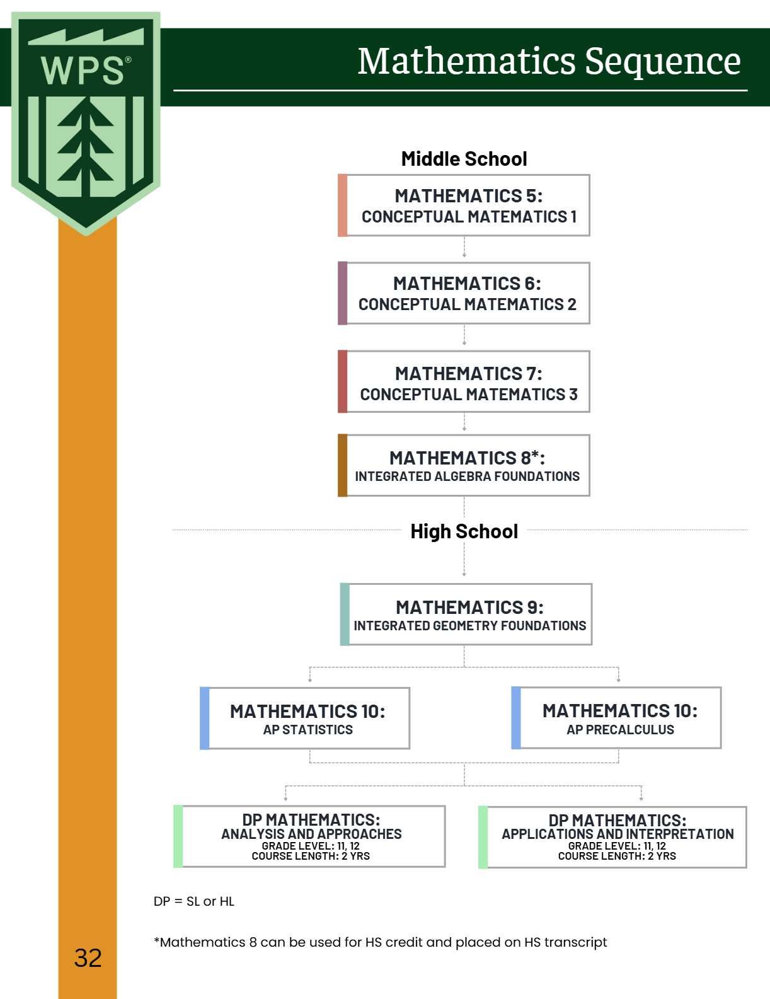 WPS®
Mathematics Sequence
Middle School
MATHEMATICS 5:
CONCEPTUAL MATEMATICS 1
MATHEMATICS 6:
CONCEPTUAL MATEMATICS 2
MATHEMATICS 7:
CONCEPTUAL MATEMATICS 3
MATHEMATICS 8*:
INTEGRATED ALGEBRA FOUNDATIONS
High School
MATHEMATICS 9:
INTEGRATED GEOMETRY FOUNDATIONS
MATHEMATICS 10:
AP STATISTICS
MATHEMATICS 10:
AP PRECALCULUS
DP MATHEMATICS:
ANALYSIS AND APPROACHES
GRADE LEVEL: 11, 12
COURSE LENGTH: 2 YRS
DP MATHEMATICS:
APPLICATIONS AND INTERPRETATION
GRADE LEVEL: 11, 12
COURSE LENGTH: 2 YRS
DP = SL or HL
*Mathematics 8 can be used for HS credit and placed on HS transcript
32